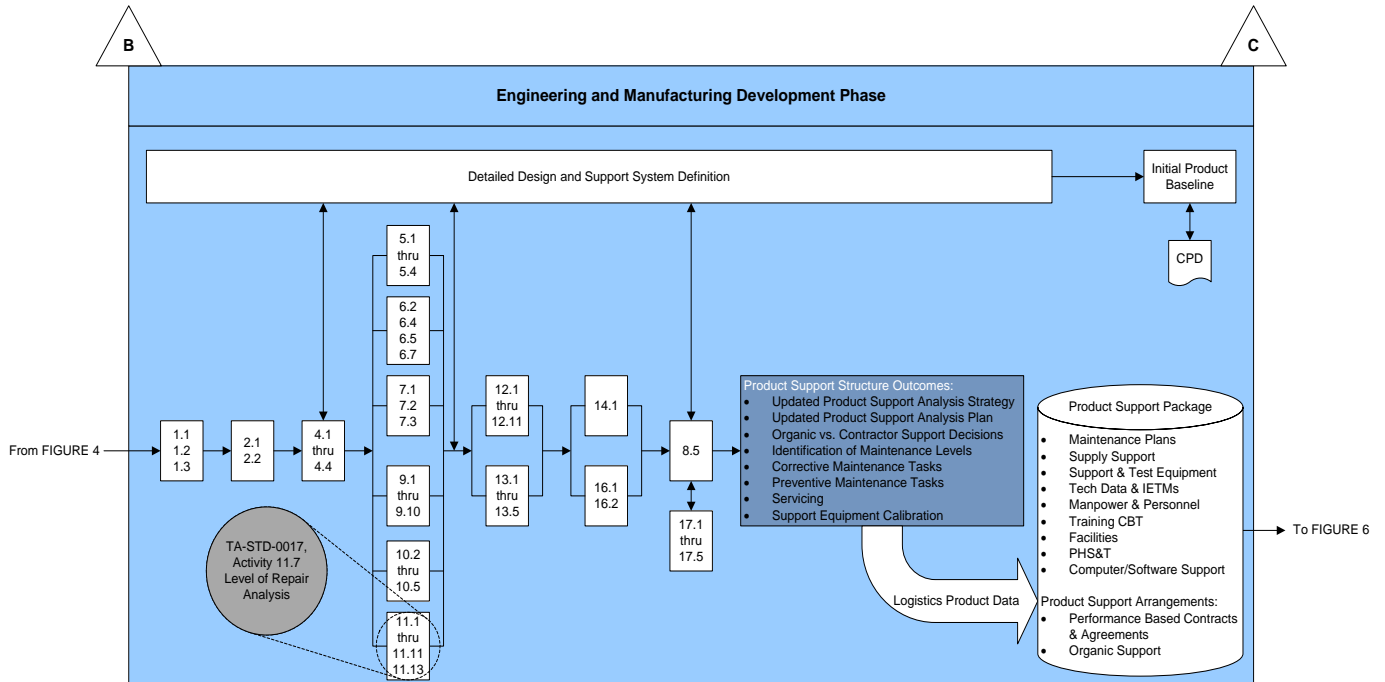 B
C
Engineering and Manufacturing Development Phase
Detailed Design and Support System Definition
Initial Product
Baseline
CPD
From FIGURE 4
1.1
1.2
1.3
2.1
2.2
4.1
thru
4.4
5.1
thru
5.4
6.2
6.4
6.5
6.7
7.1
7.2
7.3
9.1
thru
9.10
10.2
thru
10.5
11.1
thru
11.11
11.13
TA-STD-0017,
Activity 11.7
Level of Repair
Analysis
12.1
thru
12.11
13.1
thru
13.5
14.1
16.1
16.2
8.5
17.1
thru
17.5
Product Support Structure Outcomes:
• Updated Product Support Analysis Strategy
• Updated Product Support Analysis Plan
• Organic vs. Contractor Support Decisions
• Identification of Maintenance Levels
• Corrective Maintenance Tasks
• Preventive Maintenance Tasks
• Servicing
• Support Equipment Calibration
Logistics Product Data
Product Support Package
• Maintenance Plans
• Supply Support
• Support & Test Equipment
• Tech Data & IETMs
• Manpower & Personnel
• Training CBT
• Facilities
• PHS&T
• Computer/Software Support
Product Support Arrangements:
• Performance Based Contracts
& Agreements
• Organic Support
To FIGURE 6